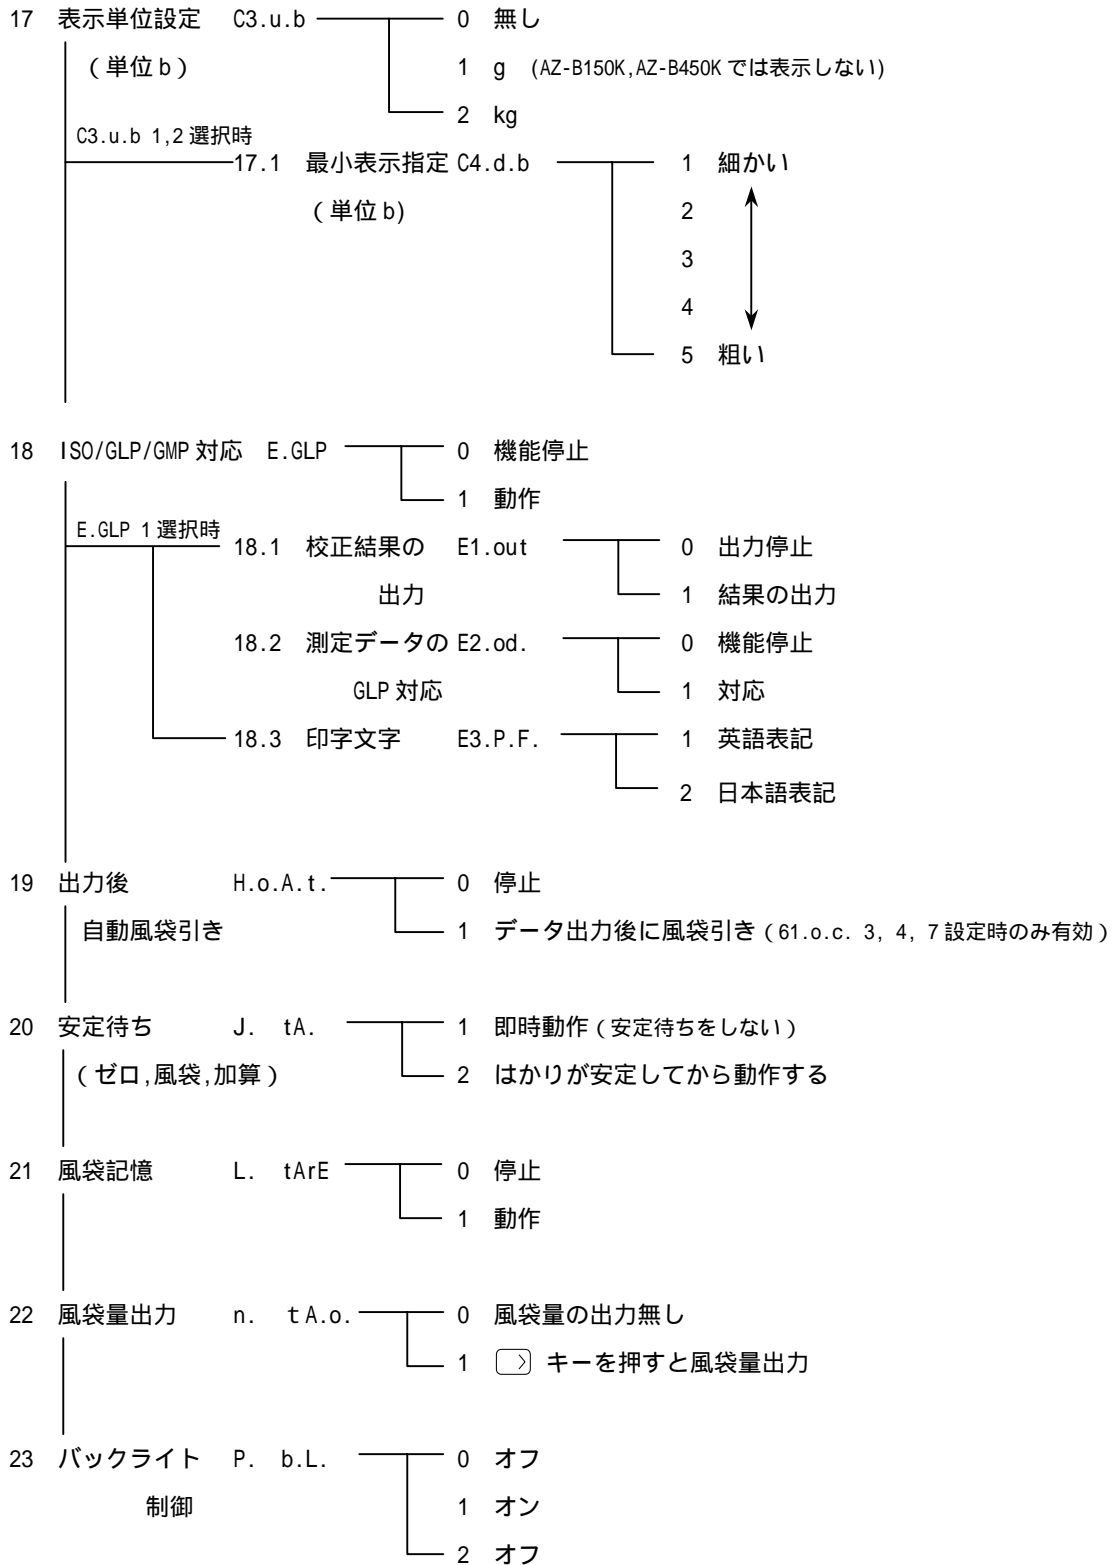 17 表示単位設定 C3.u.b 0 無し
（単位b） 1 g (AZ-B150K,AZ-B450Kでは表示しない)
2 kg
C3.u.b 1,2選択時
17.1 最小表示指定 C4.d.b 1 細かい
（単位b) 2
3
4
5 粗い
18 ISO/GLP/GMP対応 E.GLP 0 機能停止
1 動作
E.GLP 1選択時
18.1 校正結果の E1.out 0 出力停止
出力 1 結果の出力
18.2 測定データの E2.od. 0 機能停止
GLP対応 1 対応
18.3 印字文字 E3.P.F. 1 英語表記
2 日本語表記
19 出力後 H.o.A.t. 0 停止
自動風袋引き 1 データ出力後に風袋引き（61.o.c. 3, 4, 7設定時のみ有効）
20 安定待ち J. tA. 1 即時動作（安定待ちをしない）
（ゼロ,風袋,加算） 2 はかりが安定してから動作する
21 風袋記憶 L. tArE 0 停止
1 動作
22 風袋量出力 n. tA.o. 0 風袋量の出力無し
1 キーを押すと風袋量出力
23 バックライト P. b.L. 0 オフ
制御 1 オン
2 オフ